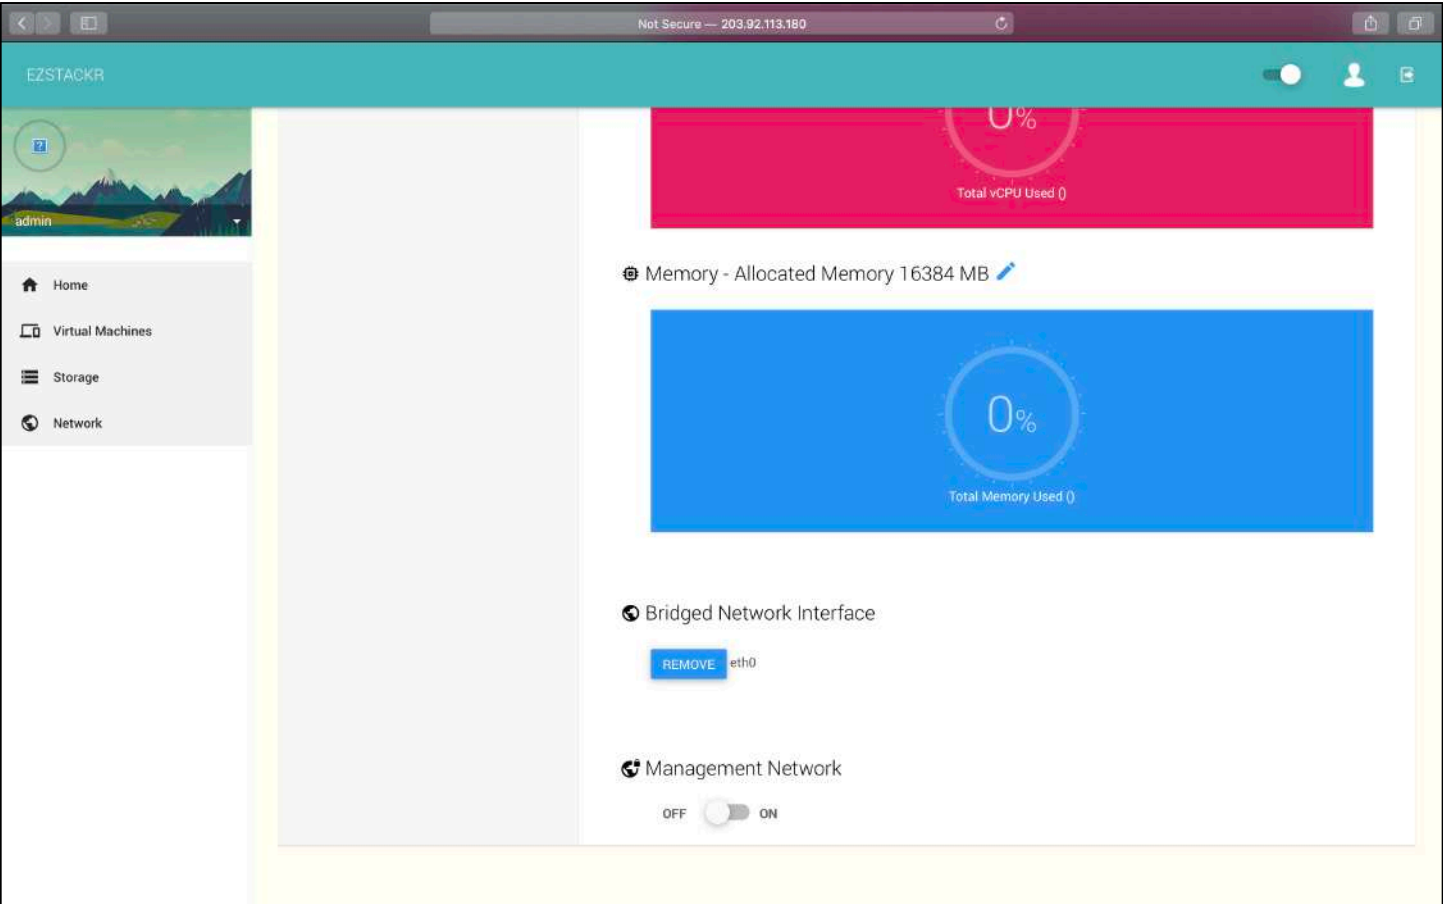 Not Secure — 203.92.113.180
EZSTACKR
0%
Total vCPU Used ()
admin
Home
Virtual Machines
Storage
Network
Memory - Allocated Memory 16384 MB
0%
Total Memory Used ()
Bridged Network Interface
REMOVE eth0
Management Network
OFF ON